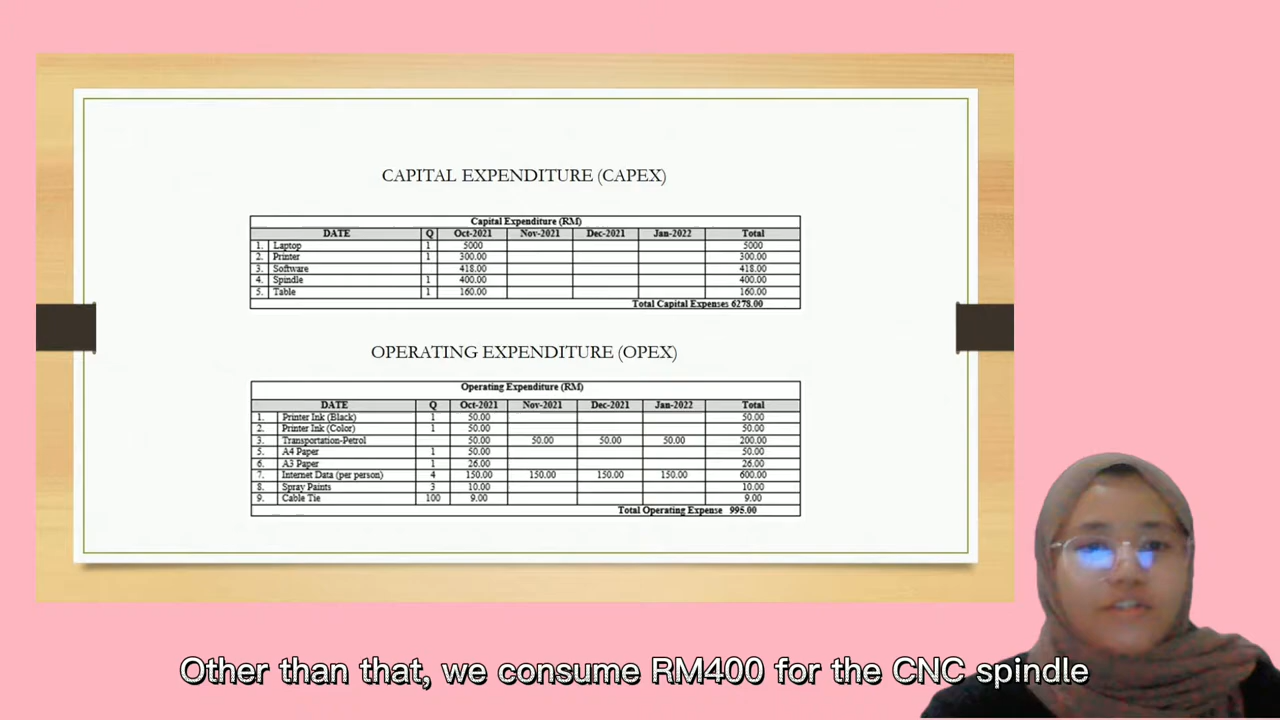 CAPITAL EXPENDITURE (CAPEX)
Capital Expenditure (RM)
DATE Q Oct-2021 Nov-2021 Dec-2021 Jan-2022 Total
1. Laptop 1 5000 5000
2. Printer 1 300.00 300.00
3. Software 418.00 418.00
4. Spindle 1 400.00 400.00
5. Table 1 160.00 160.00
Total Capital Expenses 6278.00
OPERATING EXPENDITURE (OPEX)
Operating Expenditure (RM)
DATE Q Oct-2021 Nov-2021 Dec-2021 Jan-2022 Total
1. Printer Ink (Black) 1 50.00 50.00
2. Printer Ink (Color) 1 50.00 50.00
3. Transportation-Petrol 50.00 50.00 50.00 50.00 200.00
5. A4 Paper 1 50.00 50.00
6. A3 Paper 1 26.00 26.00
7. Internet Data (per person) 4 150.00 150.00 150.00 150.00 600.00
8. Spray Paints 3 10.00 10.00
9. Cable Tie 100 9.00 9.00
Total Operating Expense 995.00
Other than that, we consume RM400 for the CNC spindle